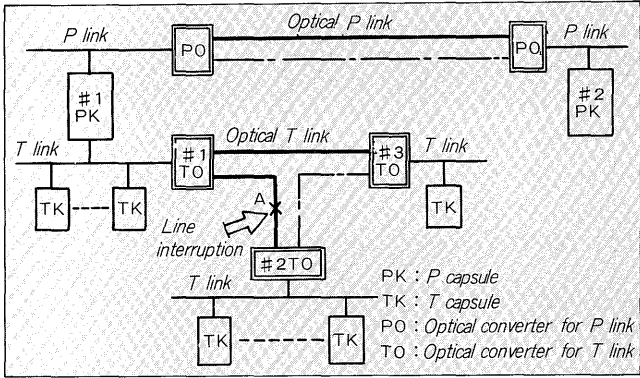 Optical P link
P link
P link
PO
PO
#1
PK
#2
PK
T link
Optical T link
T link
#1
TO
#3
TO
TK
TK
TK
A
Line
interruption
#2TO
T link
TK
TK
PK : P capsule
TK : T capsule
PO : Optical converter for P link
TO : Optical converter for T link